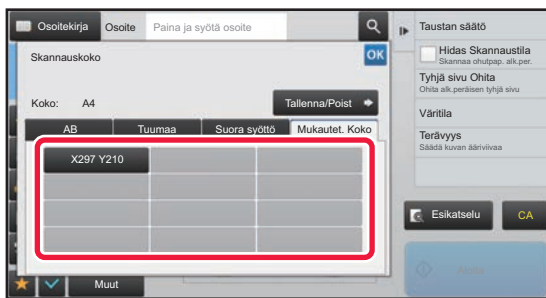 Osoitekirja Osoite Paina ja syötä osoite
Skannauskoko OK
Koko: A4 Tallenna/Poist
AB Tuumaa Suora syöttö Mukautet. Koko
X297 Y210
Muut
Taustan säätö
Hidas Skannaustila
Skannaa ohutpap. alk.per.
Tyhjä sivu Ohita
Ohita alk.peräisen tyhjä sivu
Väritila
Terävyys
Säädä kuvan ääriviivaa
Esikatselu CA